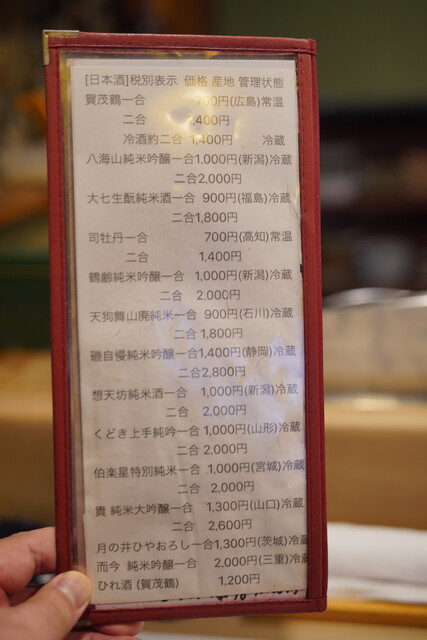 [日本酒]税別表示 価格 産地 管理状態
賀茂鶴一合 700円(広島)常温
二合 1,400円
冷酒約二合 1,400円 冷蔵
八海山純米吟醸一合1,000円(新潟)冷蔵
二合2,000円
大七生酛純米酒一合 900円(福島)冷蔵
二合1,800円
司牡丹一合 700円(高知)常温
二合 1,400円
鶴齢純米吟醸一合 1,000円(新潟)冷蔵
二合 2,000円
天狗舞山廃純米一合 900円(石川)冷蔵
二合 1,800円
磯自慢純米吟醸一合1,400円(静岡)冷蔵
二合2,800円
想天坊純米酒一合 1,000円(新潟)冷蔵
二合 2,000円
くどき上手純吟一合 1,000円(山形)冷蔵
二合 2,000円
伯楽星特別純米一合 1,000円(宮城)冷蔵
二合 2,000円
貴 純米大吟醸一合 1,300円(山口)冷蔵
二合 2,600円
月の井ひやおろし一合1,300円(茨城)冷蔵
而今 純米吟醸一合 2,000円(三重)冷蔵
ひれ酒 (賀茂鶴) 1,200円